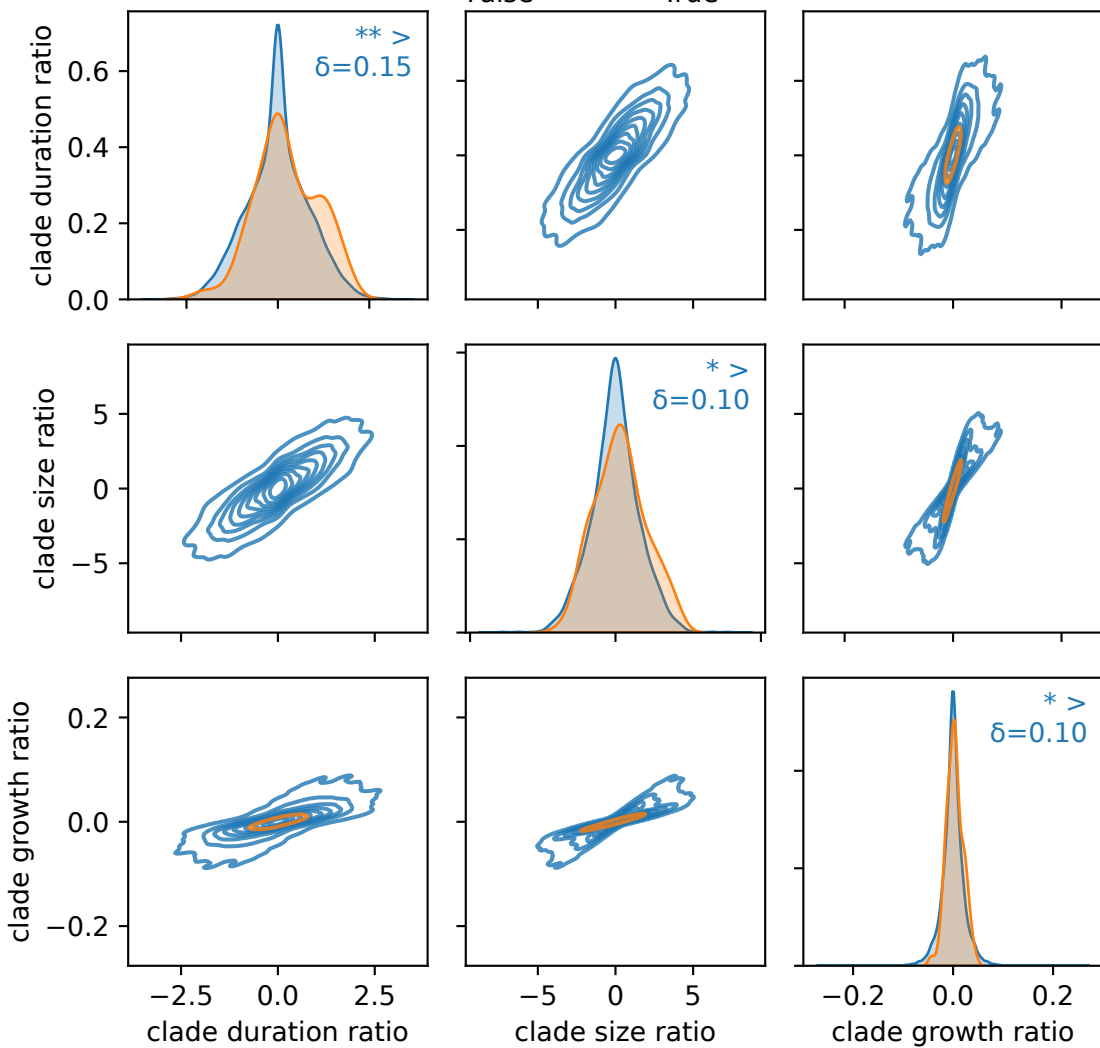 clade duration ratio
0.6
0.4
0.2
0.0
** >
δ=0.15
clade size ratio
5
0
−5
* >
δ=0.10
clade growth ratio
0.2
0.0
−0.2
* >
δ=0.10
−2.5 0.0 2.5
−5 0 5
−0.2 0.0 0.2
clade duration ratio
clade size ratio
clade growth ratio